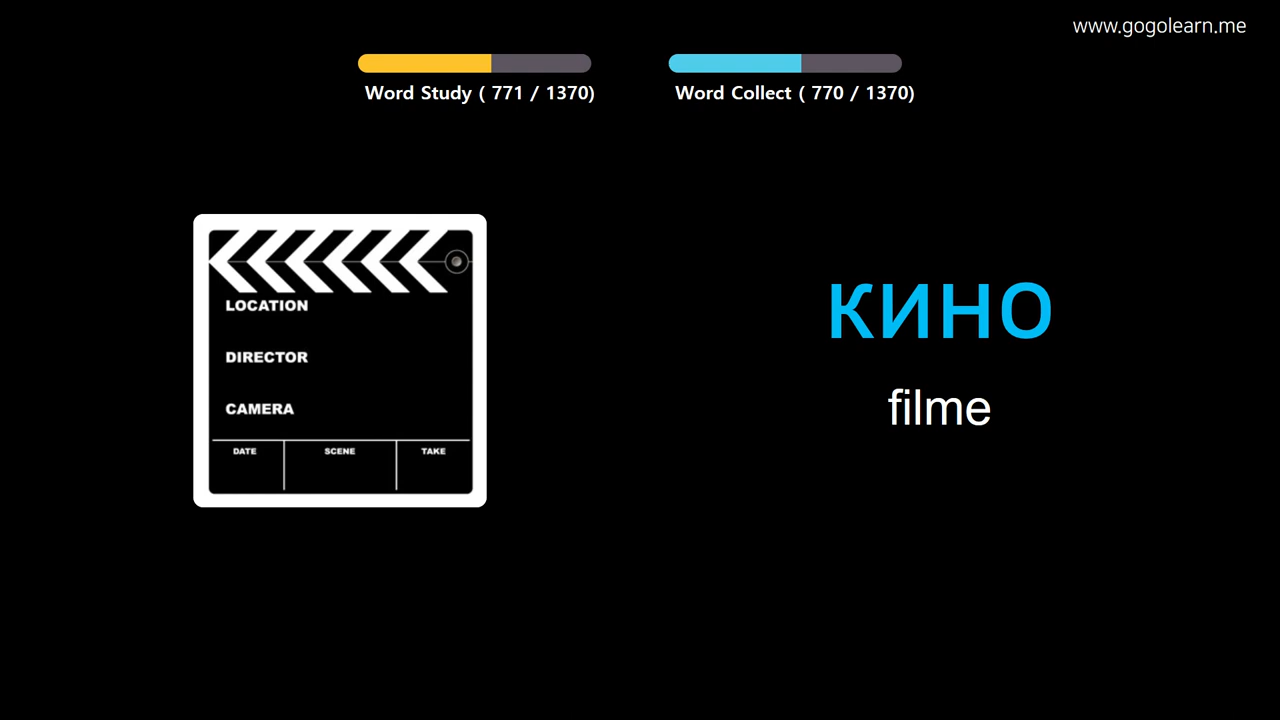 www.gogolearn.me
Word Study ( 771 / 1370)
Word Collect ( 770 / 1370)
LOCATION
DIRECTOR
CAMERA
DATE
SCENE
TAKE
кино
filme